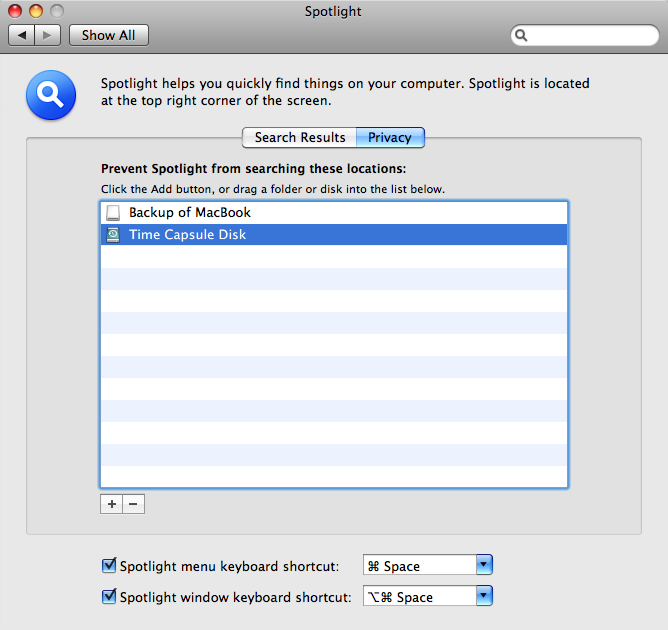 Spotlight
Show All
Spotlight helps you quickly find things on your computer. Spotlight is located
at the top right corner of the screen.
Search Results Privacy
Prevent Spotlight from searching these locations:
Click the Add button, or drag a folder or disk into the list below.
Backup of MacBook
Time Capsule Disk
+ −
Spotlight menu keyboard shortcut: ⌘ Space
Spotlight window keyboard shortcut: ⌥⌘ Space